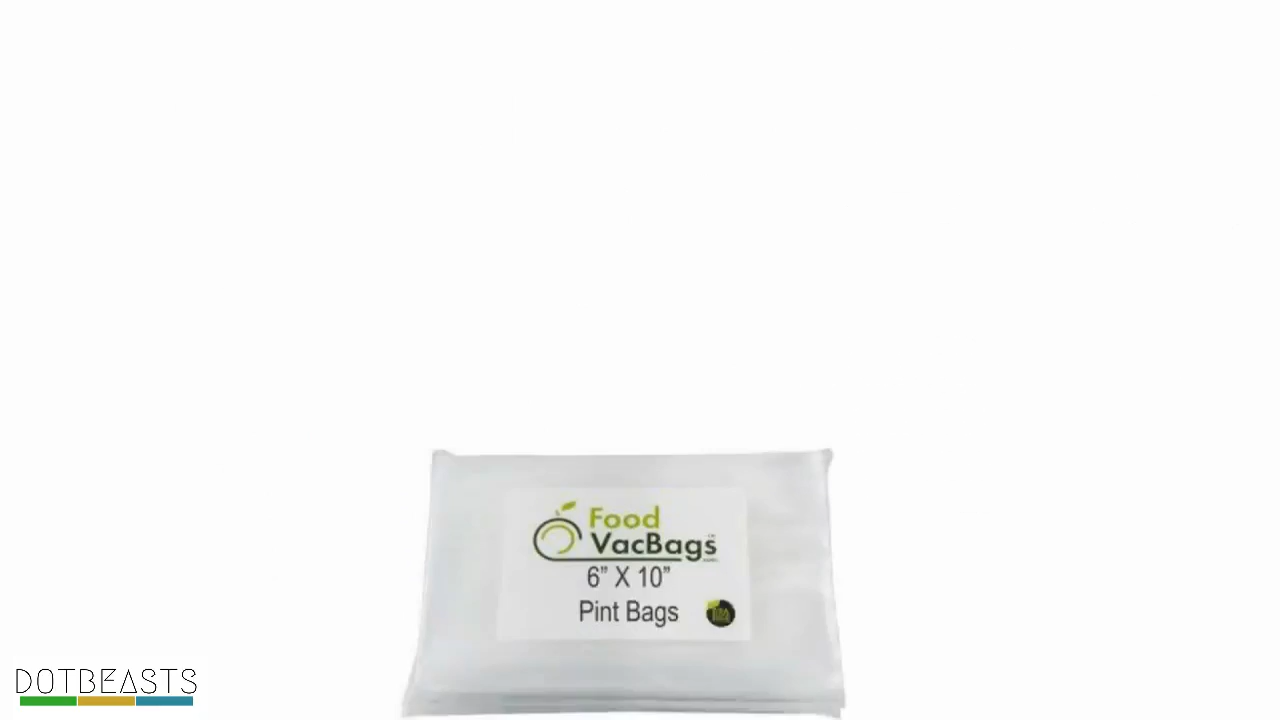 Food
VacBags
6” X 10”
Pint Bags
DOTBEASTS